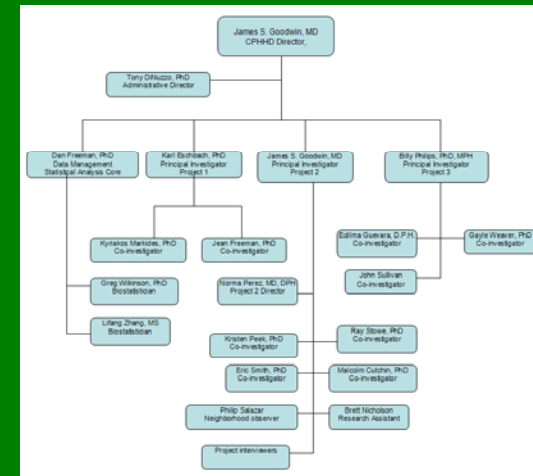 James S. Goodwin, MD
CPHHD Director,
Tony DiNuzzo, PhD
Administrative Director
Dan Freeman, PhD
Data Management
Statistical Analysis Core
Karl Eschbach, PhD
Principal Investigator
Project 1
James S. Goodwin, MD
Principal Investigator
Project 2
Billy Philips, PhD, MPH
Principal Investigator
Project 3
Kyriakos Markides, PhD
Co-investigator
Jean Freeman, PhD
Co-investigator
Edilma Guevara, D.P.H.
Co-investigator
Gayle Weaver, PhD
Co-investigator
Greg Wilkinson, PhD
Biostatistician
Norma Perez, MD, DPH
Project 2 Director
John Sullivan
Co-investigator
Lifang Zhang, MS
Biostatistician
Kristen Peek, PhD
Co-investigator
Ray Stowe, PhD
Co-investigator
Eric Smith, PhD
Co-investigator
Malcolm Cutchin, PhD
Co-investigator
Philip Salazar
Neighborhood observer
Brett Nicholson
Research Assistant
Project interviewers